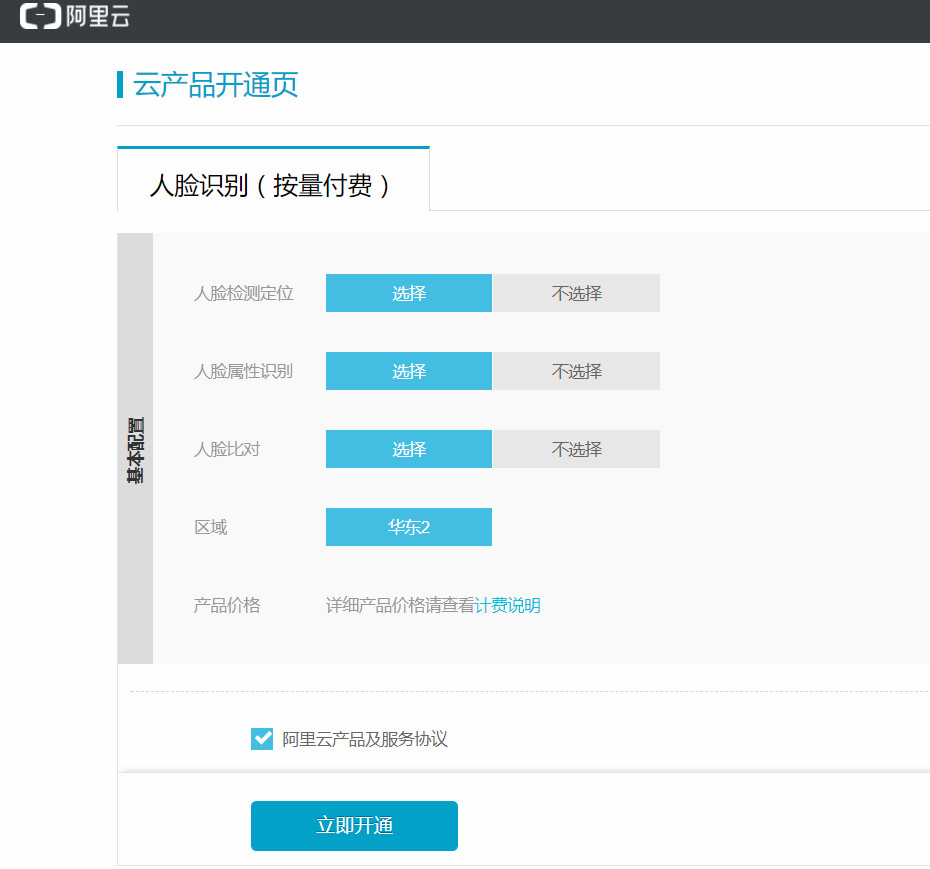 阿里云
云产品开通页
人脸识别（按量付费）
基本配置
人脸检测定位 选择 不选择
人脸属性识别 选择 不选择
人脸比对 选择 不选择
区域 华东2
产品价格 详细产品价格请查看计费说明
阿里云产品及服务协议
立即开通